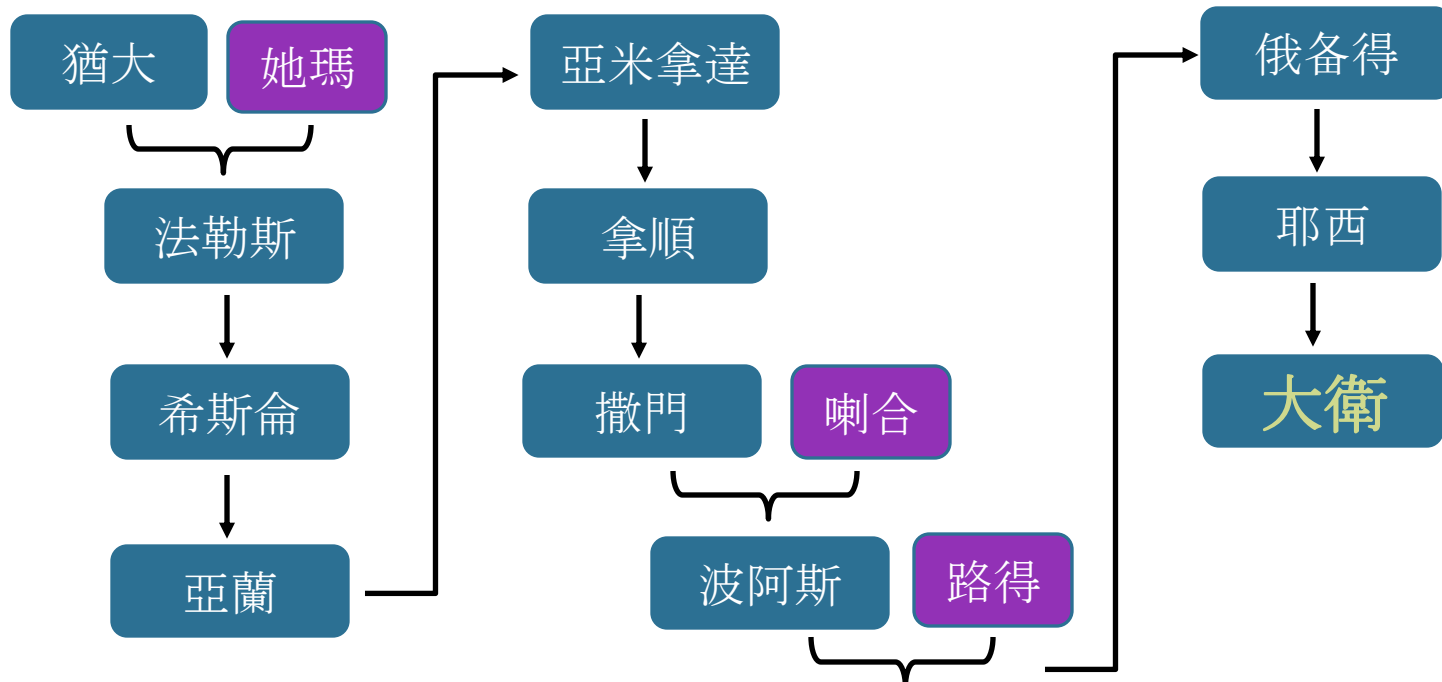 猶大
她瑪
法勒斯
希斯侖
亞蘭
亞米拿達
拿順
撒門
喇合
波阿斯
路得
俄备得
耶西
大衛